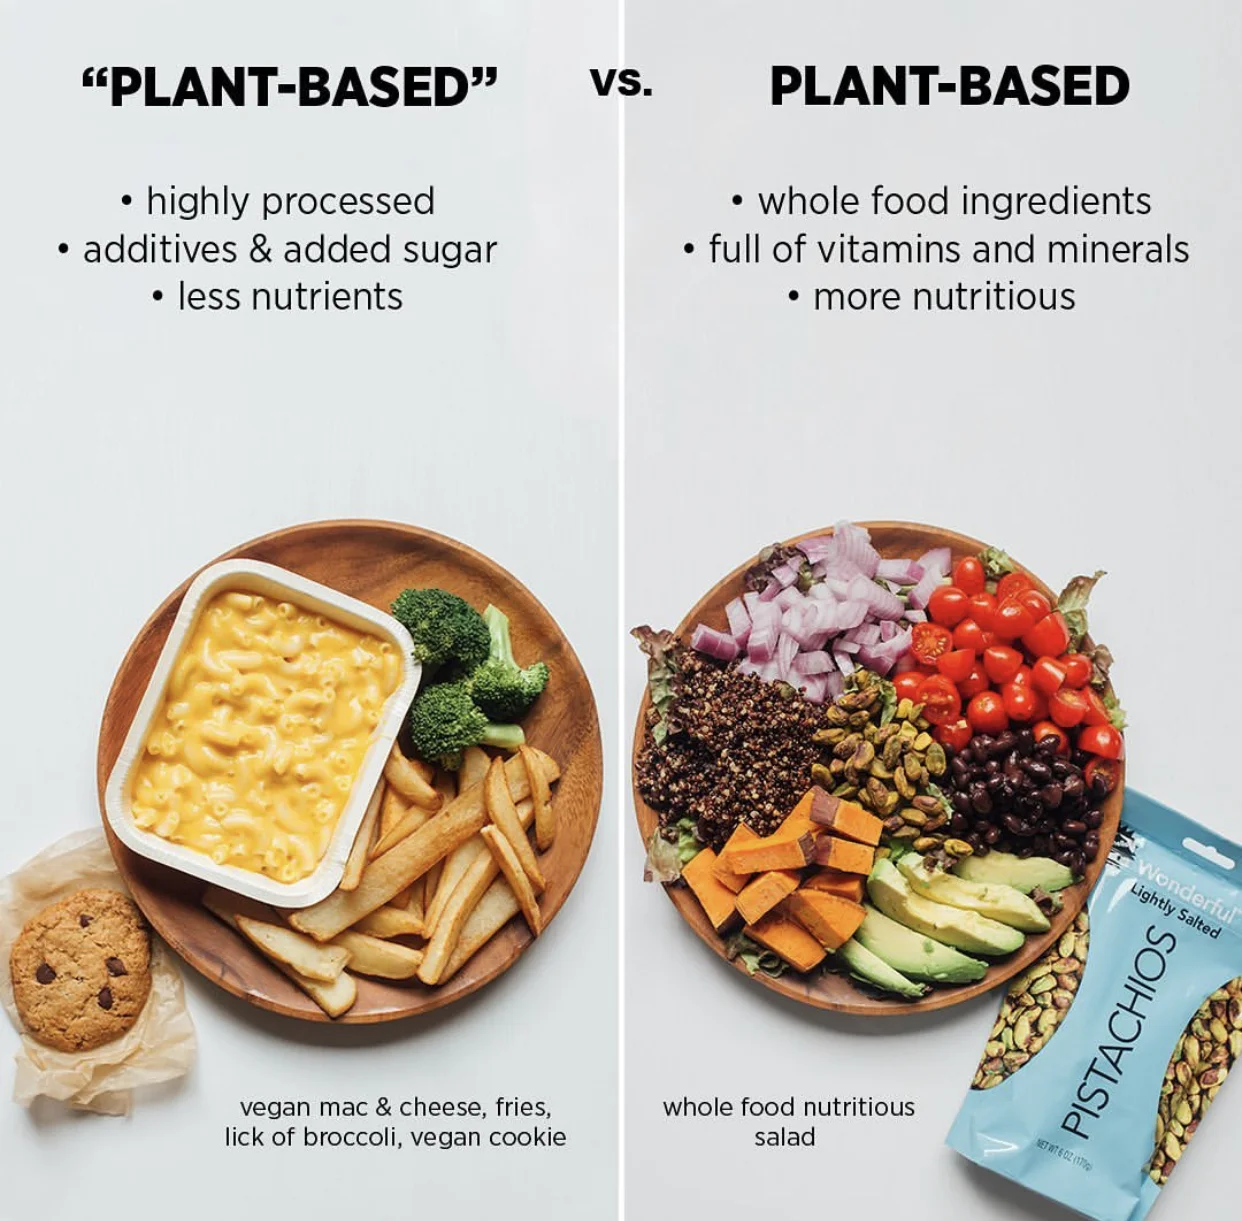 “PLANT-BASED”
vs.
PLANT-BASED
• highly processed
• additives & added sugar
• less nutrients
• whole food ingredients
• full of vitamins and minerals
• more nutritious
Wonderful
Lightly Salted
PISTACHIOS
NET WT 6 OZ (170g)
vegan mac & cheese, fries,
lick of broccoli, vegan cookie
whole food nutritious
salad